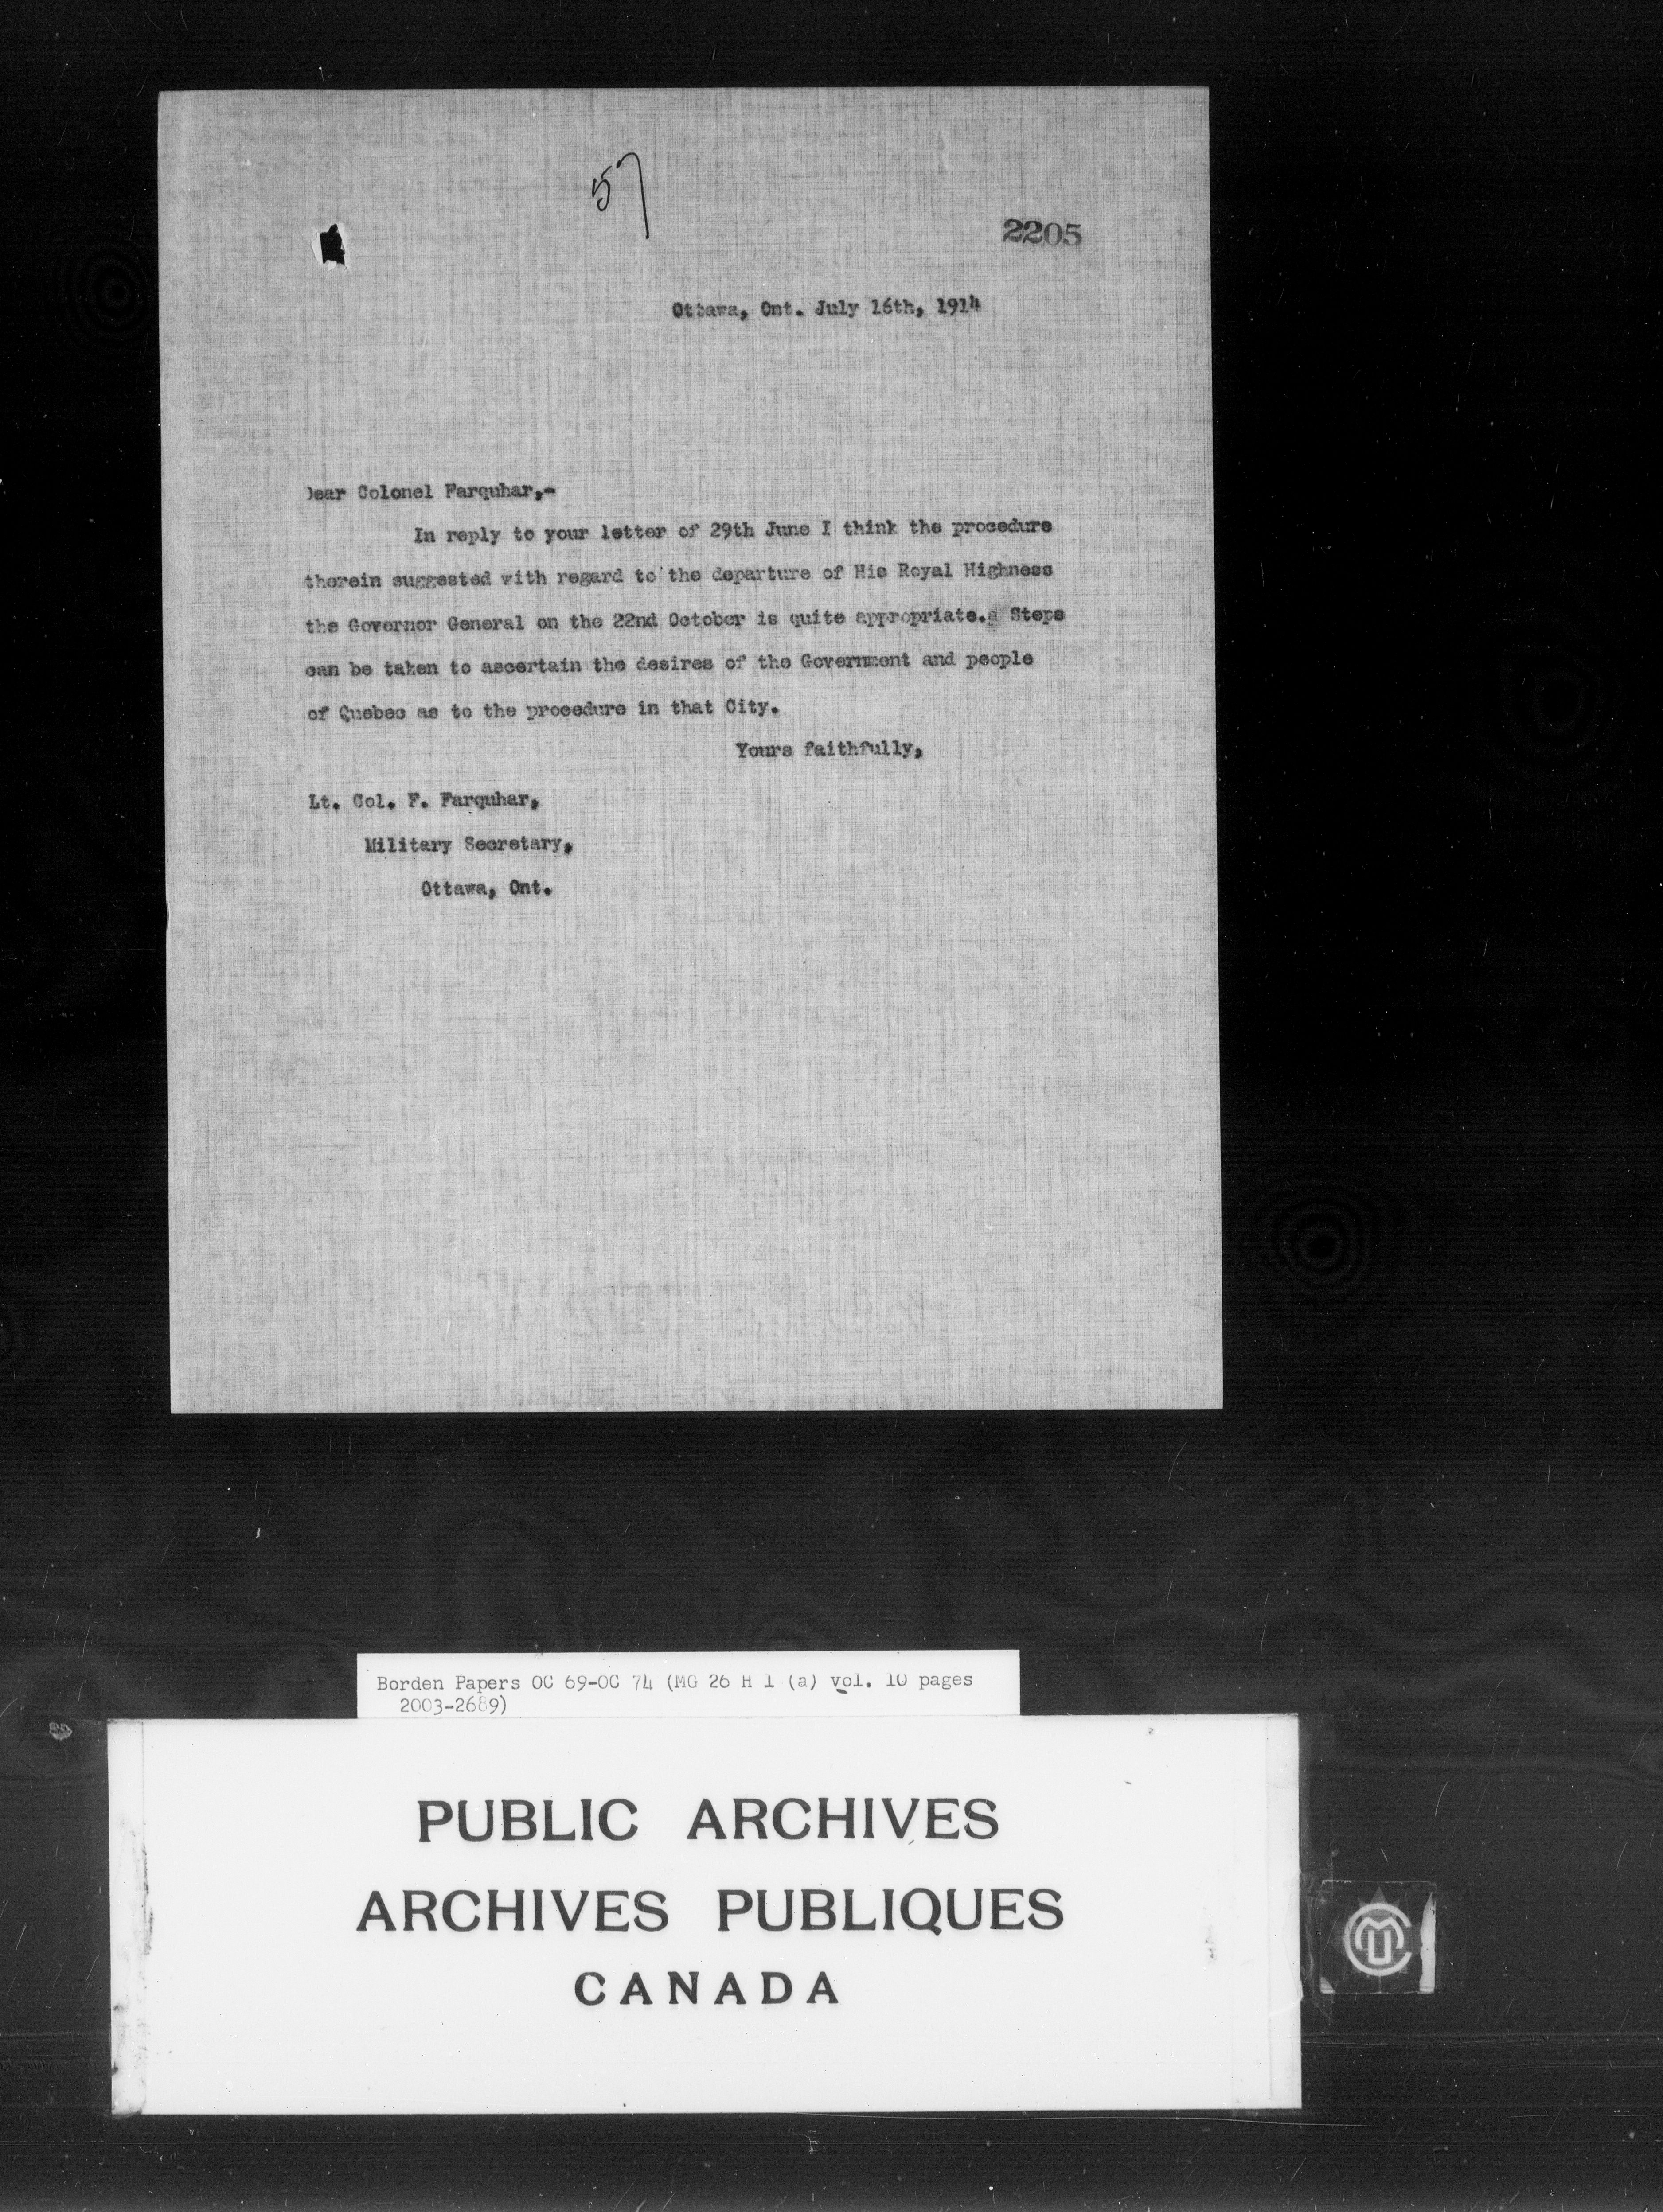 57
2205
Ottawa, Ont. July 16th, 1914
Dear Colonel Farquhar,-
In reply to your letter of 29th June I think the procedure
therein suggested with regard to the departure of His Royal Highness
the Governor General on the 22nd October is quite appropriate. Steps
can be taken to ascertain the desires of the Government and people
of Quebec as to the procedure in that City.
Yours faithfully,
Lt. Col. F. Farquhar,
Military Secretary,
Ottawa, Ont.
Borden Papers OC 69-OC 74 (MG 26 H 1 (a) vol. 10 pages
2003-2689)
PUBLIC ARCHIVES
ARCHIVES PUBLIQUES
CANADA